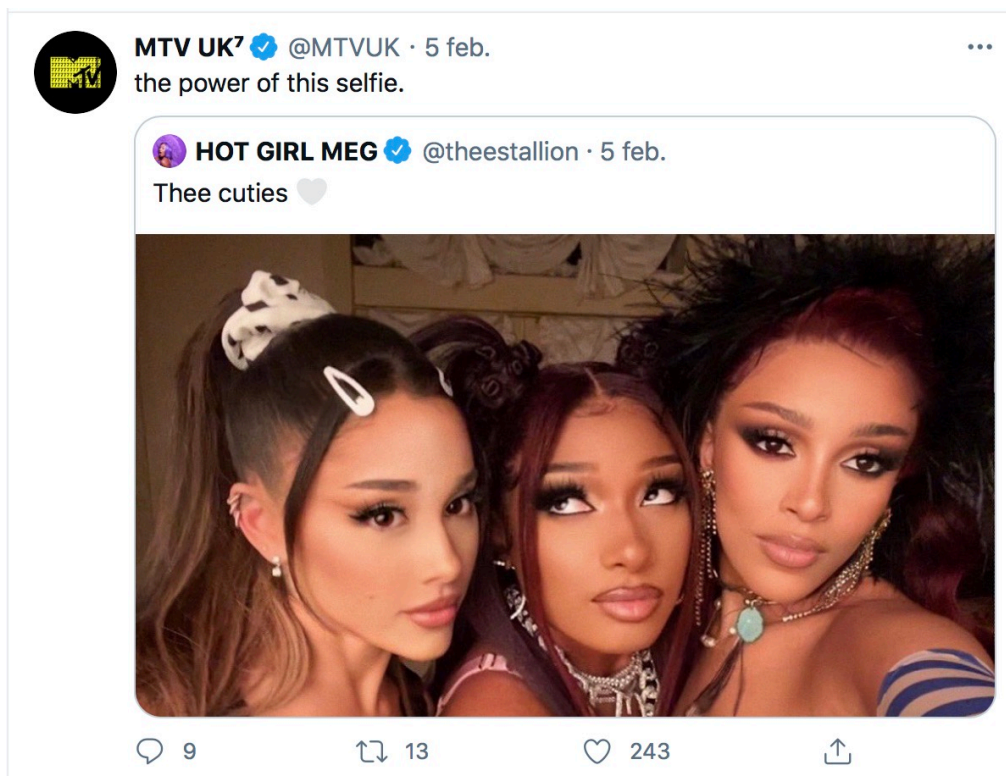 MTV UK⁷ @MTVUK · 5 feb.
the power of this selfie.
HOT GIRL MEG @theestallion · 5 feb.
Thee cuties 🤍
9 13 243